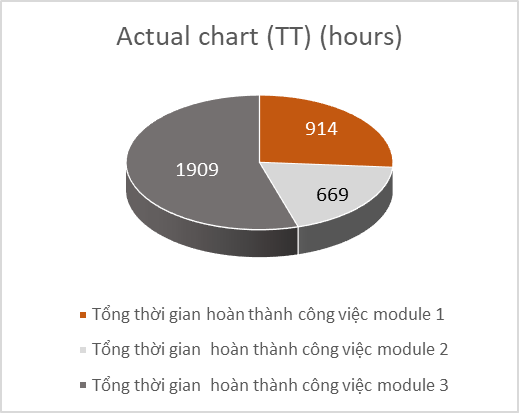 Actual chart (TT) (hours)
914
1909
669
Tổng thời gian hoàn thành công việc module 1
Tổng thời gian  hoàn thành công việc module 2
Tổng thời gian  hoàn thành công việc module 3